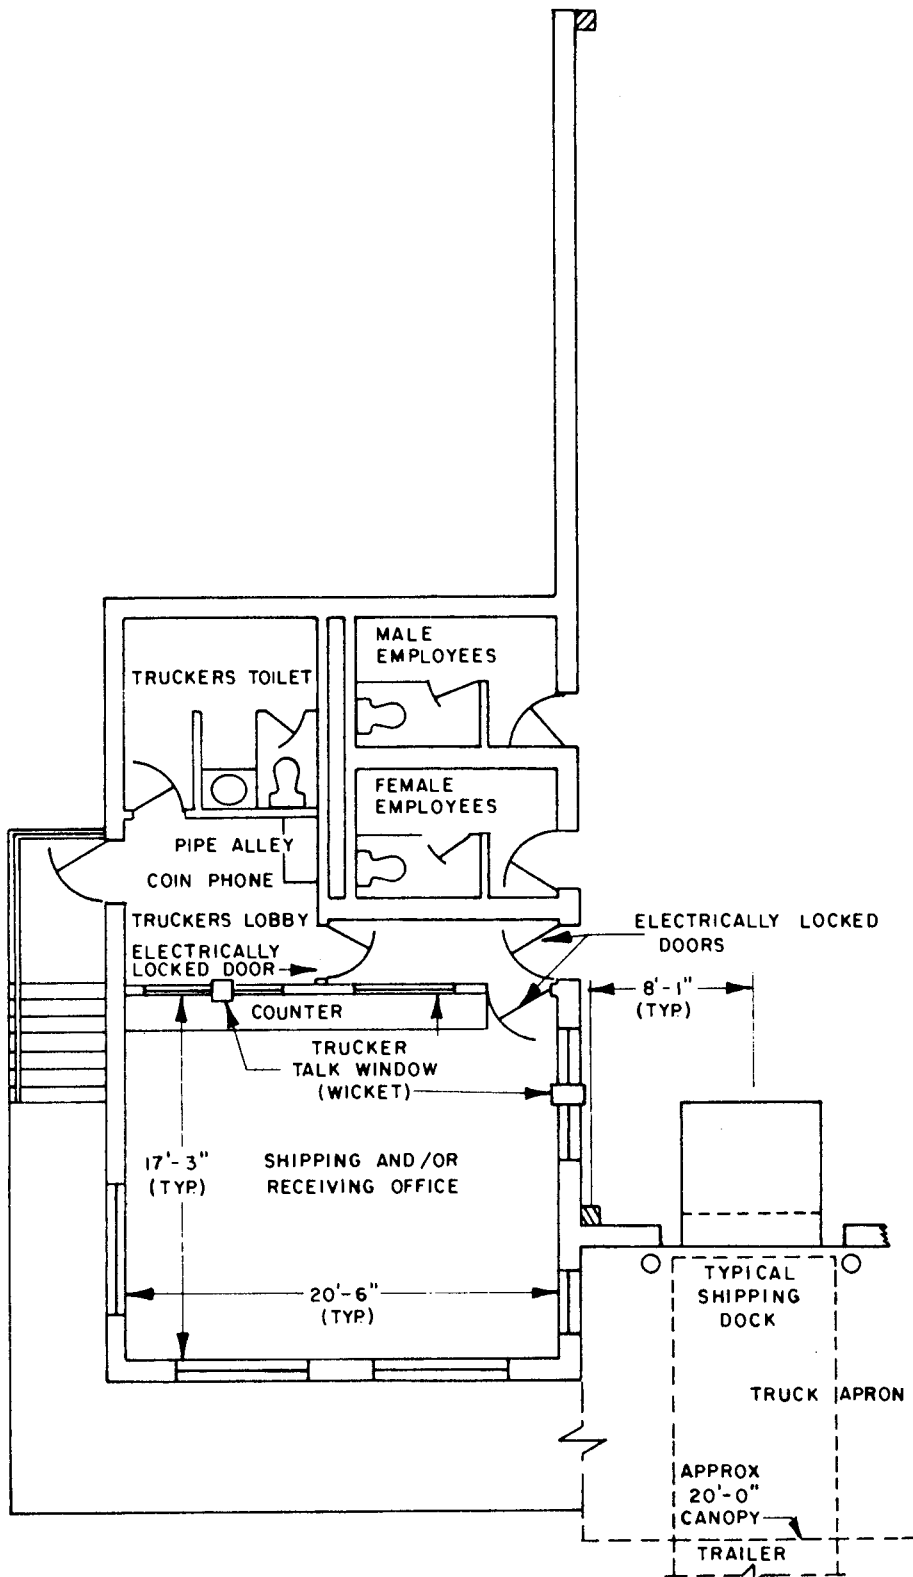 MALE
EMPLOYEES
TRUCKERS TOILET
FEMALE
EMPLOYEES
PIPE ALLEY
COIN PHONE
TRUCKERS LOBBY
ELECTRICALLY LOCKED
DOORS
ELECTRICALLY
LOCKED DOOR
8'-1"
(TYP.)
COUNTER
TRUCKER
TALK WINDOW
(WICKET)
17'-3"
(TYP.)
SHIPPING AND/OR
RECEIVING OFFICE
20'-6"
(TYP.)
TYPICAL
SHIPPING
DOCK
TRUCK APRON
APPROX
20'-0"
CANOPY
TRAILER